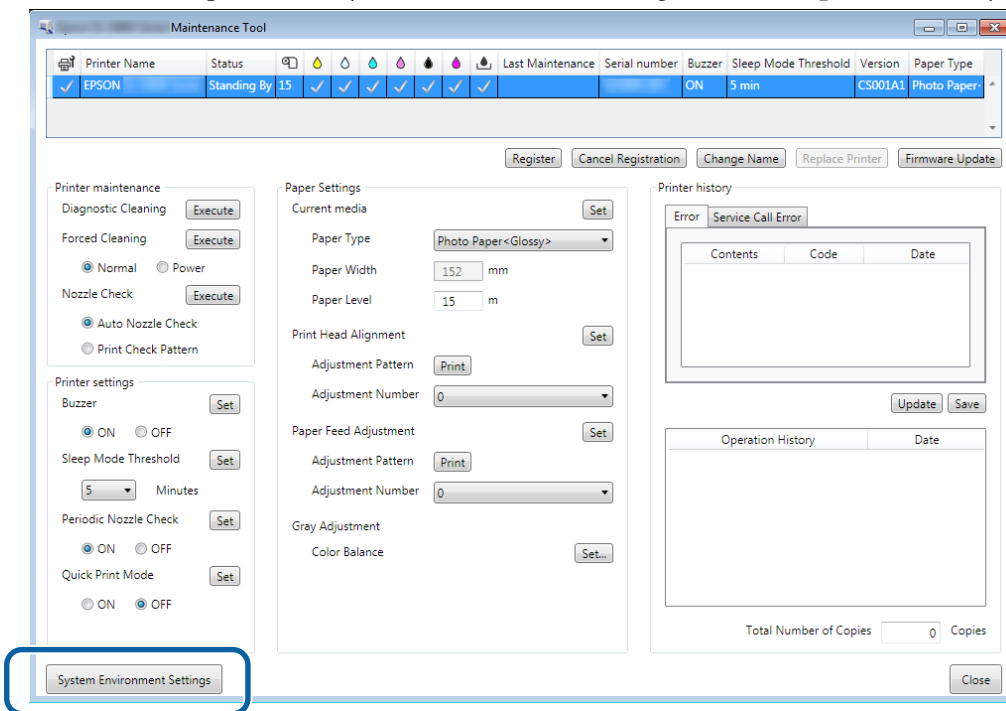 Maintenance Tool
Printer Name Status Last Maintenance Serial number Buzzer Sleep Mode Threshold Version Paper Type
EPSON Standing By 15 ON 5 min CS001A1 Photo Paper
Register Cancel Registration Change Name Replace Printer Firmware Update
Printer maintenance
Diagnostic Cleaning Execute
Forced Cleaning Execute
Normal Power
Nozzle Check Execute
Auto Nozzle Check
Print Check Pattern
Printer settings
Buzzer Set
ON OFF
Sleep Mode Threshold Set
5 Minutes
Periodic Nozzle Check Set
ON OFF
Quick Print Mode Set
ON OFF
Paper Settings
Current media Set
Paper Type Photo Paper<Glossy>
Paper Width 152 mm
Paper Level 15 m
Print Head Alignment Set
Adjustment Pattern Print
Adjustment Number 0
Paper Feed Adjustment Set
Adjustment Pattern Print
Adjustment Number 0
Gray Adjustment
Color Balance Set...
Printer history
Error Service Call Error
Contents Code Date
Update Save
Operation History Date
Total Number of Copies 0 Copies
System Environment Settings Close